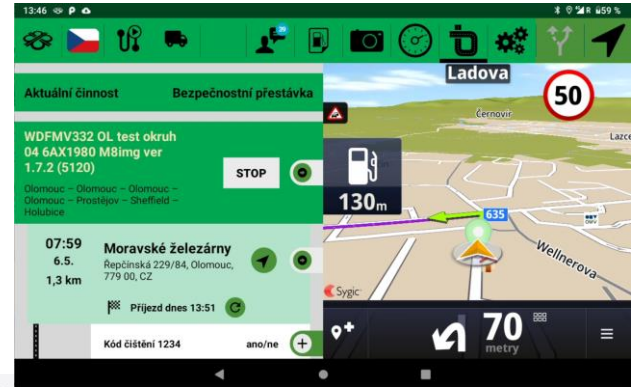 13:46
59 %
Aktuální činnost
Bezpečnostní přestávka
WDFMV332 OL test okruh
04 6AX1980 M8img ver
1.7.2 (5120)
Olomouc – Olomouc – Olomouc –
Olomouc – Prostějov – Sheffield –
Holubice
STOP
07:59
6.5.
1,3 km
Moravské železárny
Řepčínská 229/84, Olomouc,
779 00, CZ
Příjezd dnes 13:51
Kód čištění 1234
ano/ne
Ladova
50
Černovír
Lazce
130m
635
Wellnerova
Sygic
70
metry